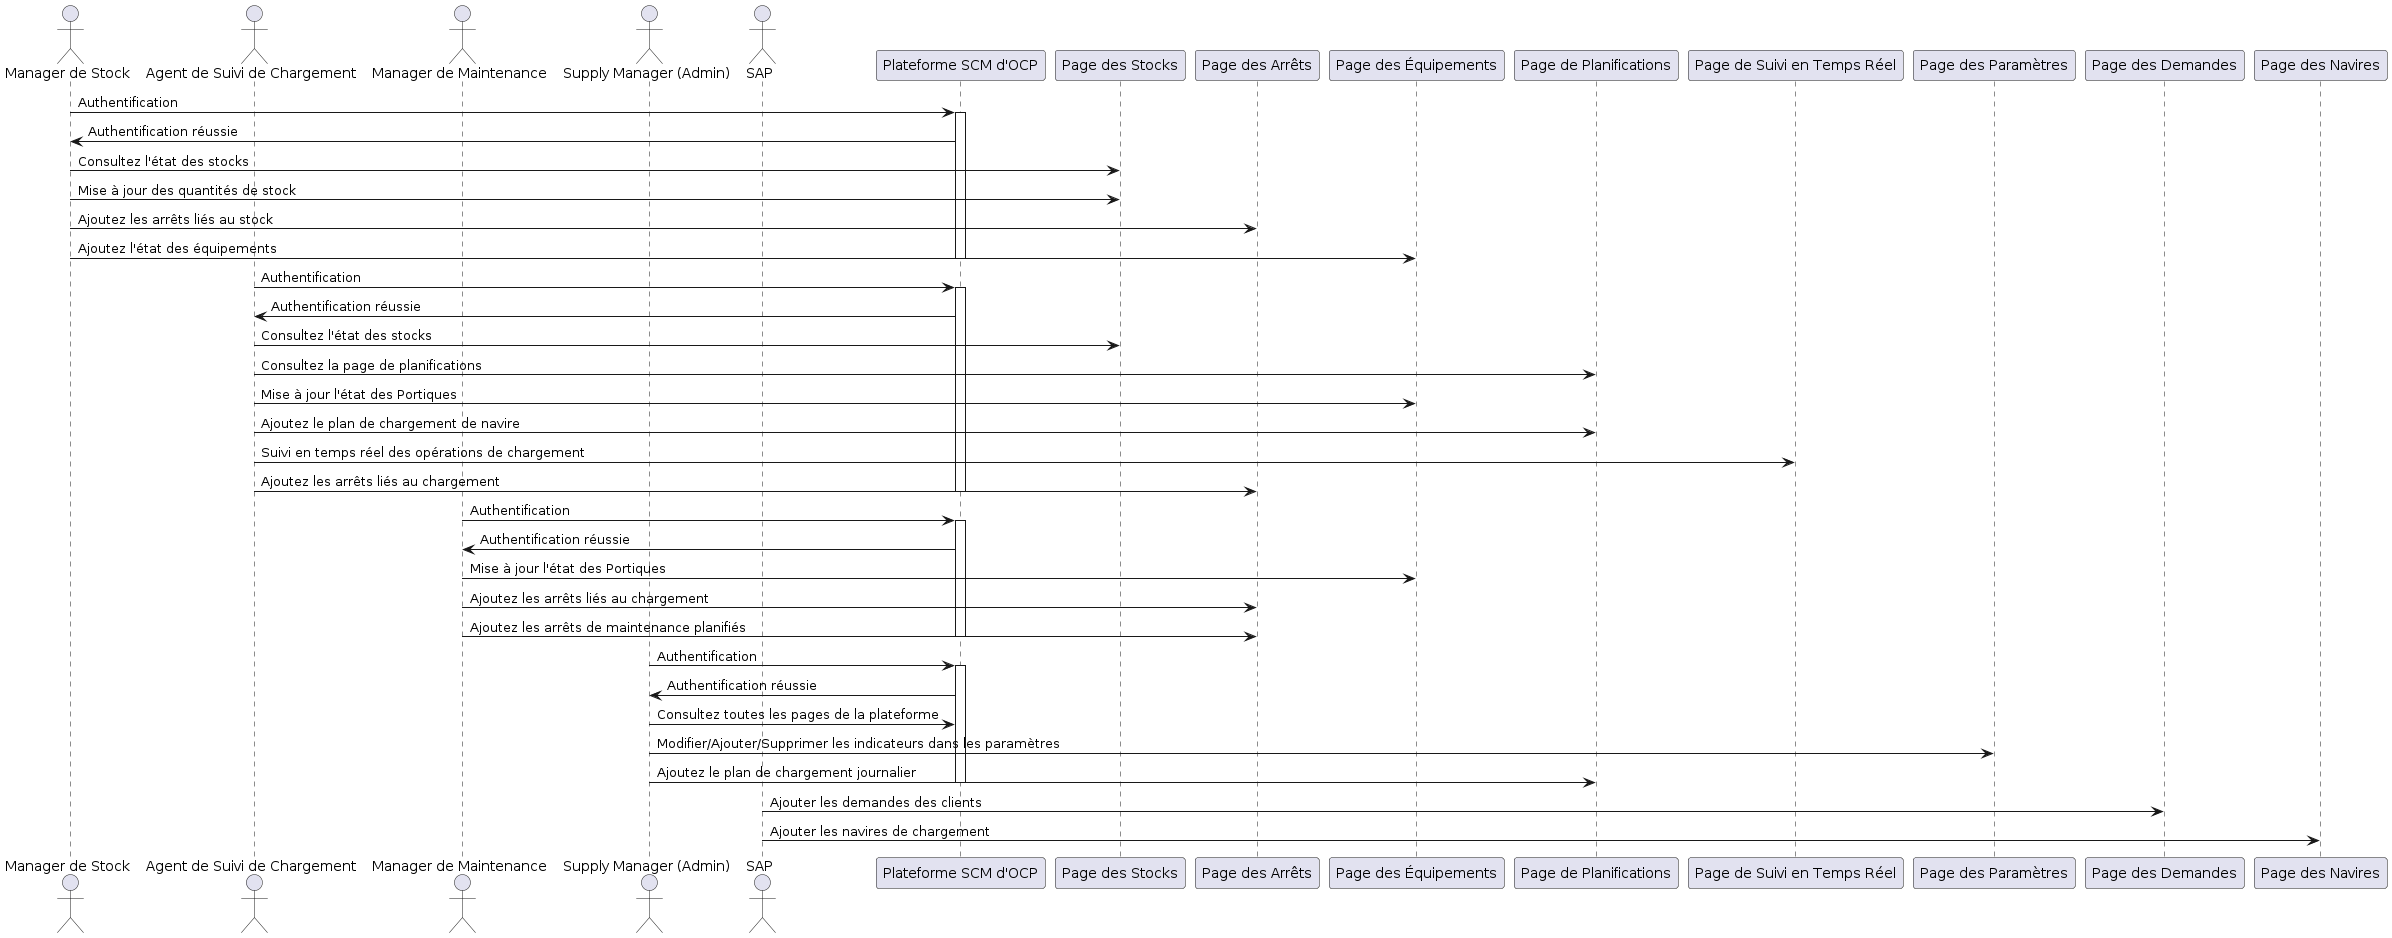 Manager de Stock
Agent de Suivi de Chargement
Manager de Maintenance
Supply Manager (Admin)
SAP
Plateforme SCM d'OCP
Page des Stocks
Page des Arrêts
Page des Équipements
Page de Planifications
Page de Suivi en Temps Réel
Page des Paramètres
Page des Demandes
Page des Navires
Authentification
Authentification réussie
Consultez l'état des stocks
Mise à jour des quantités de stock
Ajoutez les arrêts liés au stock
Ajoutez l'état des équipements
Authentification
Authentification réussie
Consultez l'état des stocks
Consultez la page de planifications
Mise à jour l'état des Portiques
Ajoutez le plan de chargement de navire
Suivi en temps réel des opérations de chargement
Ajoutez les arrêts liés au chargement
Authentification
Authentification réussie
Mise à jour l'état des Portiques
Ajoutez les arrêts liés au chargement
Ajoutez les arrêts de maintenance planifiés
Authentification
Authentification réussie
Consultez toutes les pages de la plateforme
Modifier/Ajouter/Supprimer les indicateurs dans les paramètres
Ajoutez le plan de chargement journalier
Ajouter les demandes des clients
Ajouter les navires de chargement
Manager de Stock
Agent de Suivi de Chargement
Manager de Maintenance
Supply Manager (Admin)
SAP
Plateforme SCM d'OCP
Page des Stocks
Page des Arrêts
Page des Équipements
Page de Planifications
Page de Suivi en Temps Réel
Page des Paramètres
Page des Demandes
Page des Navires